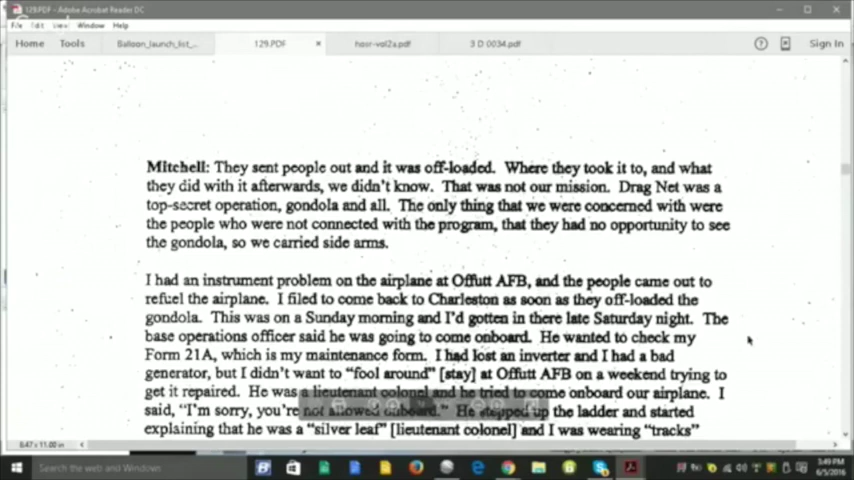 129.PDF - Adobe Acrobat Reader DC
File Edit View Window Help
Home Tools Balloon_launch_list_... 129.PDF × hssr-vol2a.pdf 3 D 0034.pdf Sign In
Mitchell: They sent people out and it was off-loaded. Where they took it to, and what
they did with it afterwards, we didn't know. That was not our mission. Drag Net was a
top-secret operation, gondola and all. The only thing that we were concerned with were
the people who were not connected with the program, that they had no opportunity to see
the gondola, so we carried side arms.
I had an instrument problem on the airplane at Offutt AFB, and the people came out to
refuel the airplane. I filed to come back to Charleston as soon as they off-loaded the
gondola. This was on a Sunday morning and I'd gotten in there late Saturday night. The
base operations officer said he was going to come onboard. He wanted to check my
Form 21A, which is my maintenance form. I had lost an inverter and I had a bad
generator, but I didn't want to "fool around" [stay] at Offutt AFB on a weekend trying to
get it repaired. He was a lieutenant colonel and he tried to come onboard our airplane. I
said, "I'm sorry, you're not allowed onboard." He stepped up the ladder and started
explaining that he was a "silver leaf" [lieutenant colonel] and I was wearing "tracks"
8.47 x 11.00 in
Search the web and Windows
5:49 PM
6/5/2016